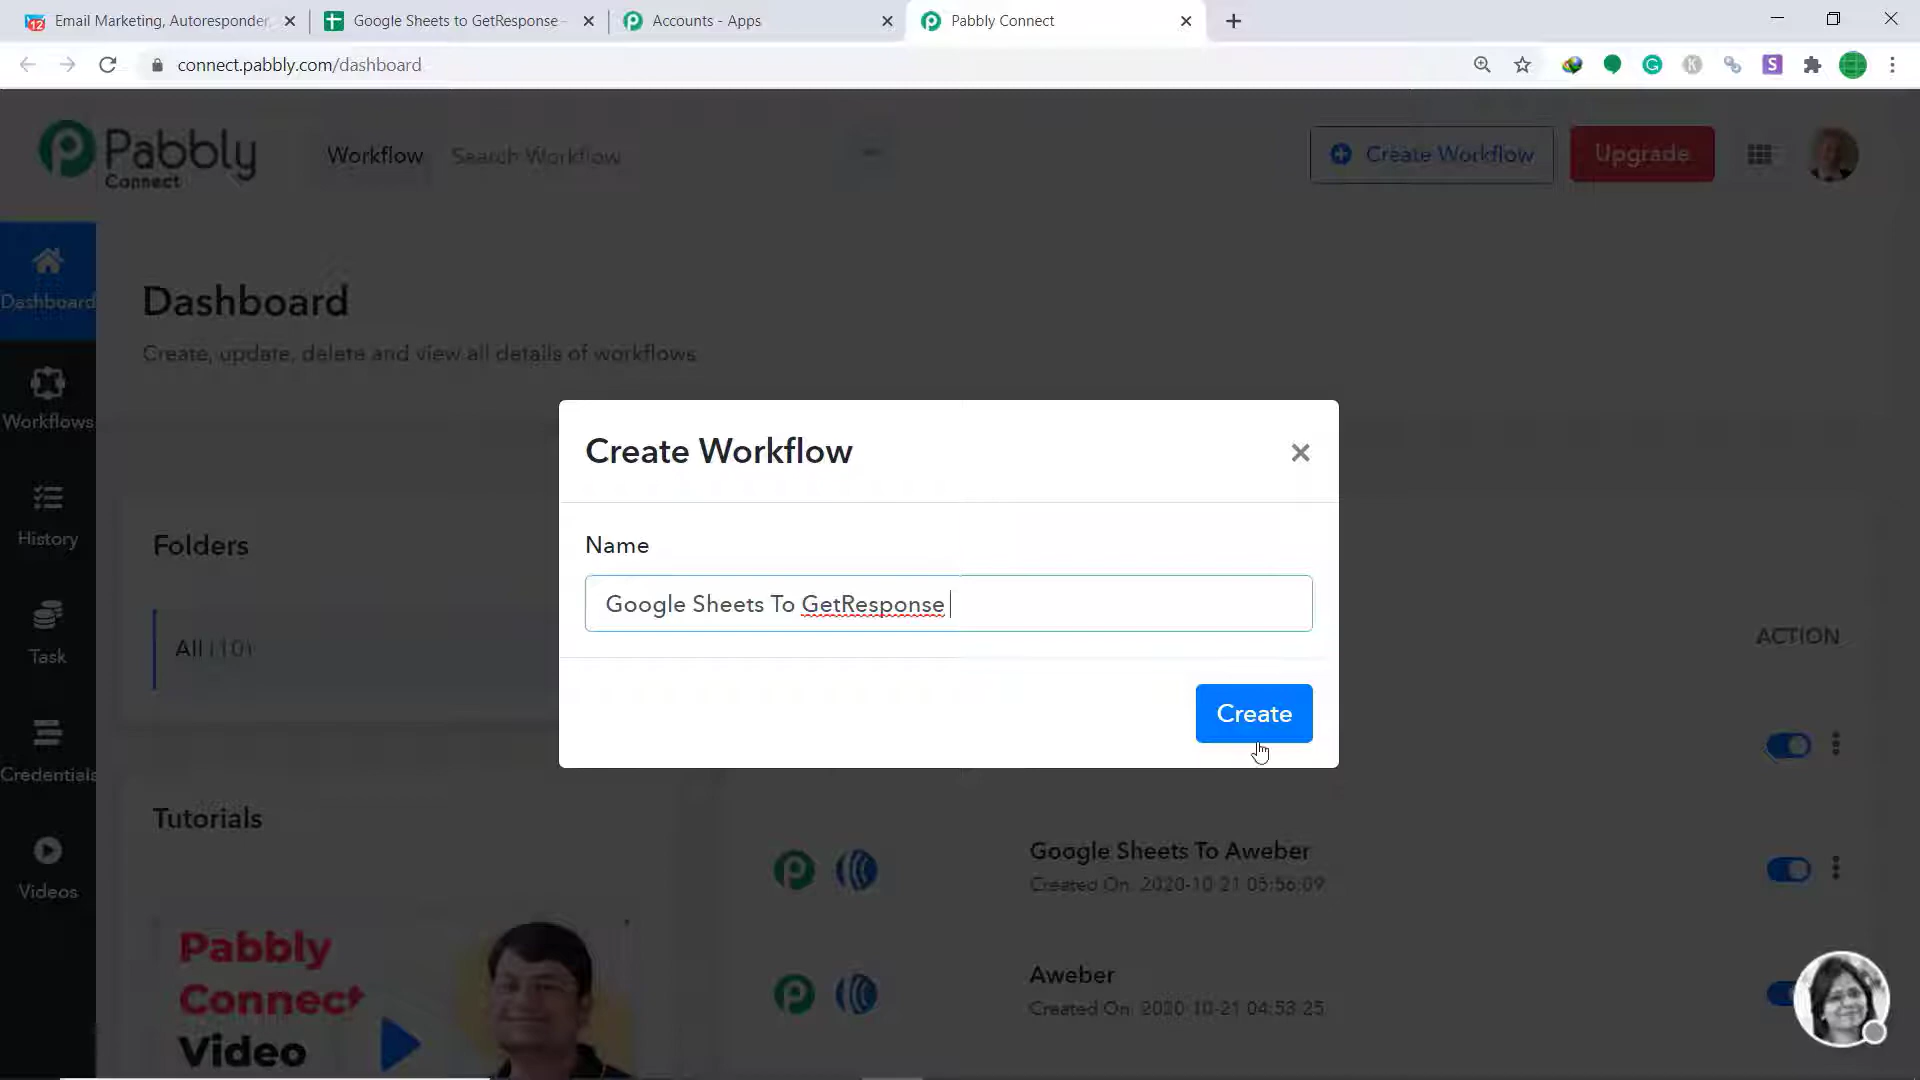 12
Email Marketing, Autoresponder,
Google Sheets to GetResponse -
Accounts - Apps
Pabbly Connect
connect.pabbly.com/dashboard
Pabbly
Connect
Workflow
Search Workflow
Create Workflow
Upgrade
Dashboard
Workflows
History
Task
Credentials
Videos
Dashboard
Create, update, delete and view all details of workflows
Folders
All (10)
Tutorials
Pabbly
Connect
Video
Create Workflow
Name
Google Sheets To GetResponse
Create
ACTION
Google Sheets To Aweber
Created On: 2020-10-21 05:56:09
Aweber
Created On: 2020-10-21 04:53:25